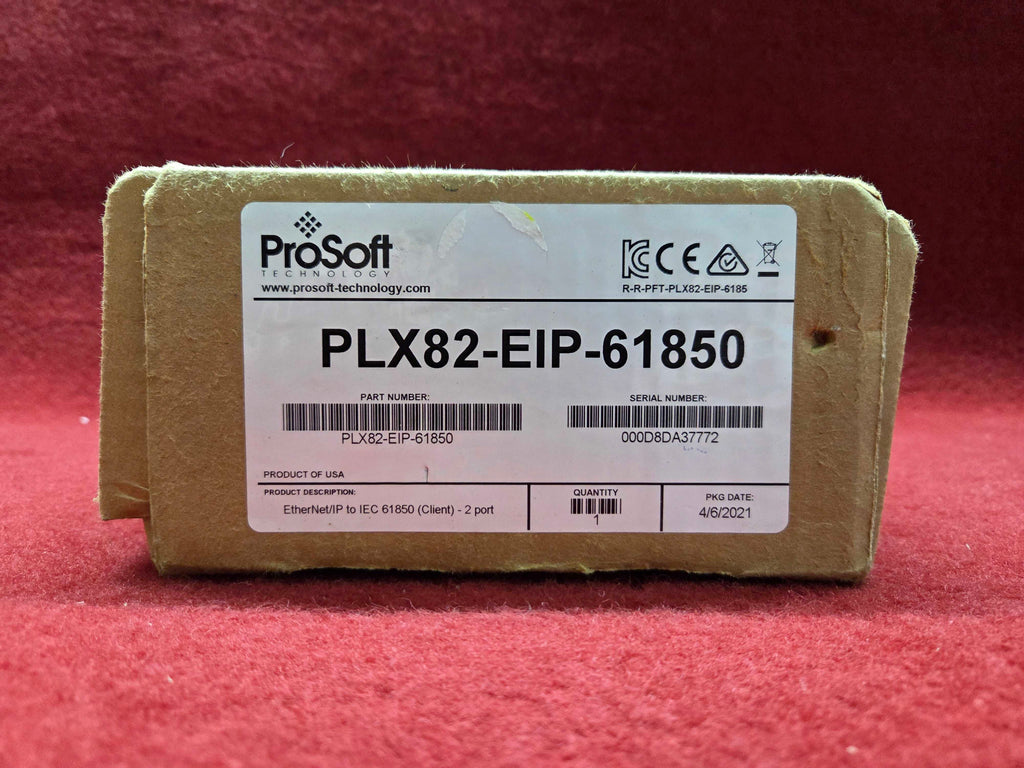 ProSoft
TECHNOLOGY
www.prosoft-technology.com
R-R-PFT-PLX82-EIP-6185
PLX82-EIP-61850
PART NUMBER:
PLX82-EIP-61850
SERIAL NUMBER:
000D8DA37772
PRODUCT OF USA
PRODUCT DESCRIPTION:
EtherNet/IP to IEC 61850 (Client) - 2 port
QUANTITY
1
PKG DATE:
4/6/2021